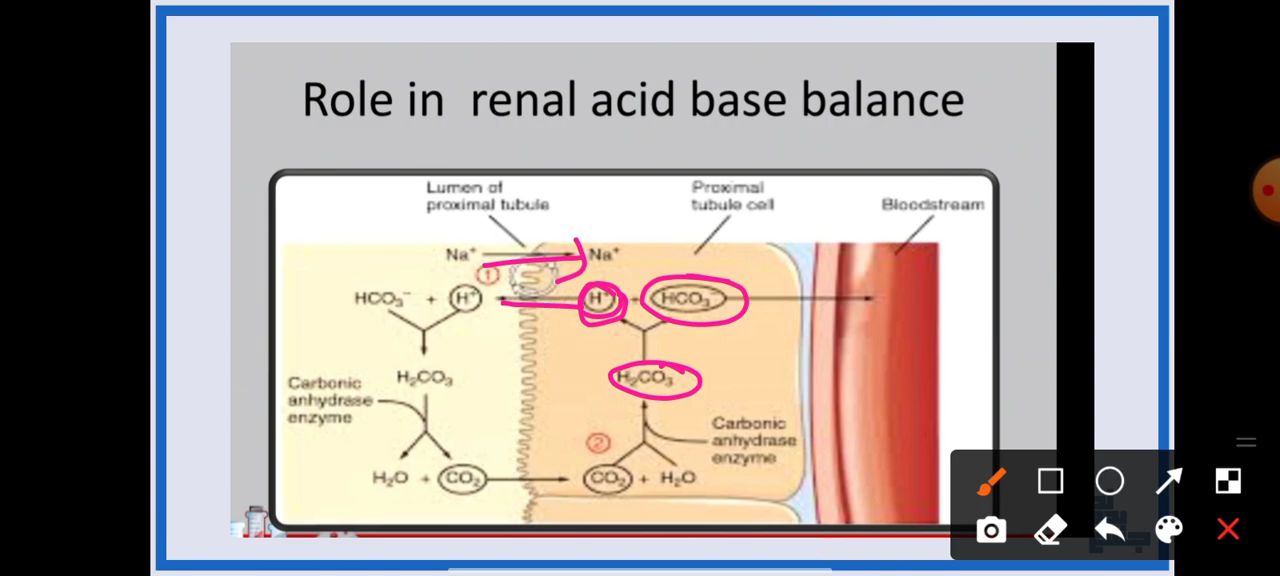 Role in renal acid base balance
Lumen of
proximal tubule
Proximal
tubule cell
Bloodstream
Na⁺ Na⁺
①
HCO₃⁻ + H⁺ H⁺ + HCO₃⁻
H₂CO₃ H₂CO₃
Carbonic
anhydrase
enzyme
②
Carbonic
anhydrase
enzyme
H₂O + CO₂ CO₂ + H₂O